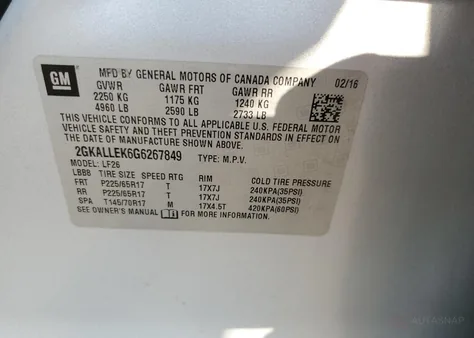 GM
MFD BY GENERAL MOTORS OF CANADA COMPANY 02/16
GVWR GAWR FRT GAWR RR
2250 KG 1175 KG 1240 KG
4960 LB 2590 LB 2733 LB
THIS VEHICLE CONFORMS TO ALL APPLICABLE U.S. FEDERAL MOTOR
VEHICLE SAFETY AND THEFT PREVENTION STANDARDS IN EFFECT ON
THE DATE OF MANUFACTURE SHOWN ABOVE.
2GKALLEK6G6267849 TYPE: M.P.V.
MODEL: LF26
LBBB TIRE SIZE SPEED RTG RIM COLD TIRE PRESSURE
FRT P225/65R17 T 17X7J 240KPA(35PSI)
RR P225/65R17 T 17X7J 240KPA(35PSI)
SPA T145/70R17 M 17X4.5T 420KPA(60PSI)
SEE OWNER'S MANUAL FOR MORE INFORMATION.